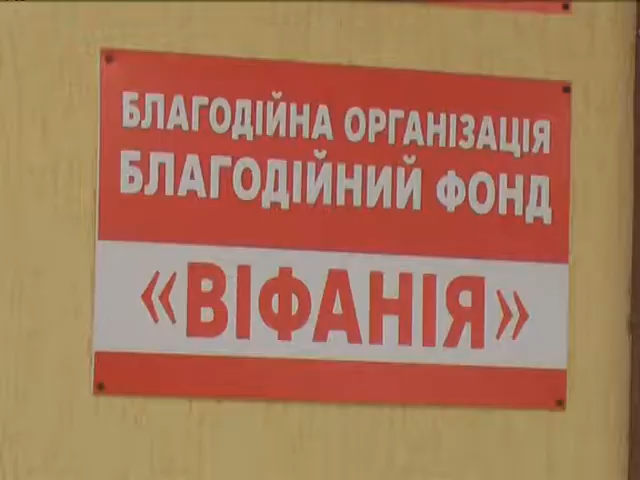 БЛАГОДІЙНА ОРГАНІЗАЦІЯ
БЛАГОДІЙНИЙ ФОНД
«ВІФАНІЯ»